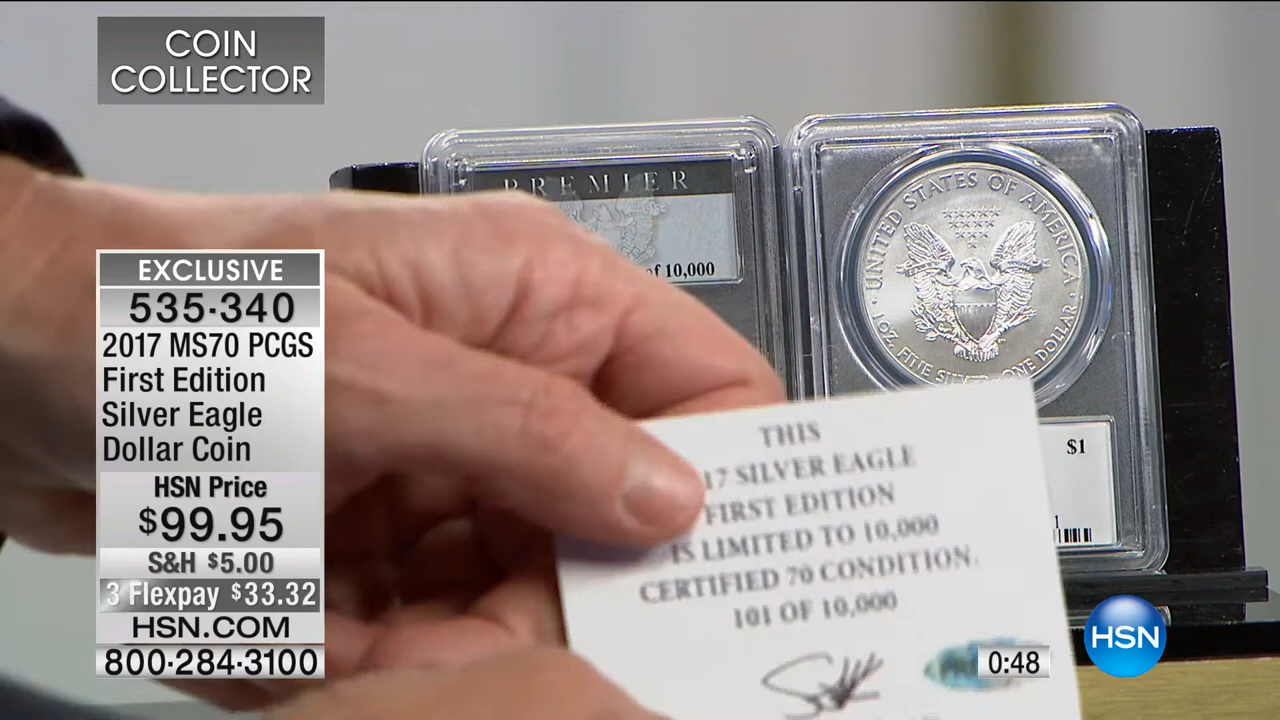 COIN
COLLECTOR
EXCLUSIVE
535-340
2017 MS70 PCGS
First Edition
Silver Eagle
Dollar Coin
HSN Price
$99.95
S&H $5.00
3 Flexpay $33.32
HSN.COM
800-284-3100
PREMIER
of 10,000
UNITED STATES OF AMERICA
1 OZ. FINE SILVER~ONE DOLLAR
$1
1
THIS
17 SILVER EAGLE
FIRST EDITION
IS LIMITED TO 10,000
CERTIFIED 70 CONDITION.
101 OF 10,000
0:48
HSN